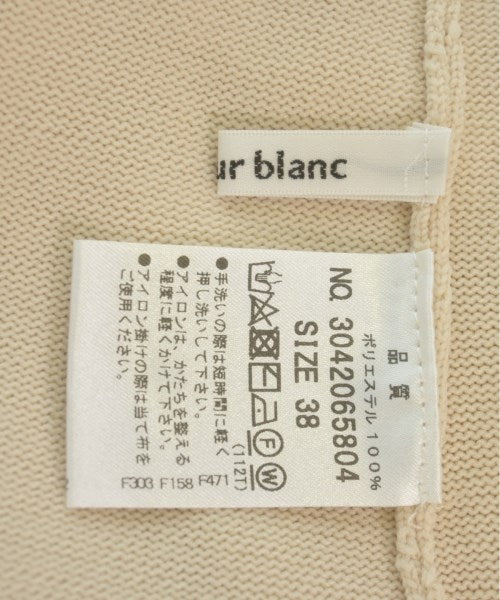 ur blanc
品質
ポリエステル 100%
NO. 3042065804
SIZE 38
(112T)
●手洗いの際は短時間に軽く
押し洗いして下さい。
●アイロンは、かたちを整える
程度に軽くかけて下さい。
●アイロン掛けの際は当て布を
ご使用ください。
F303 F158 F471